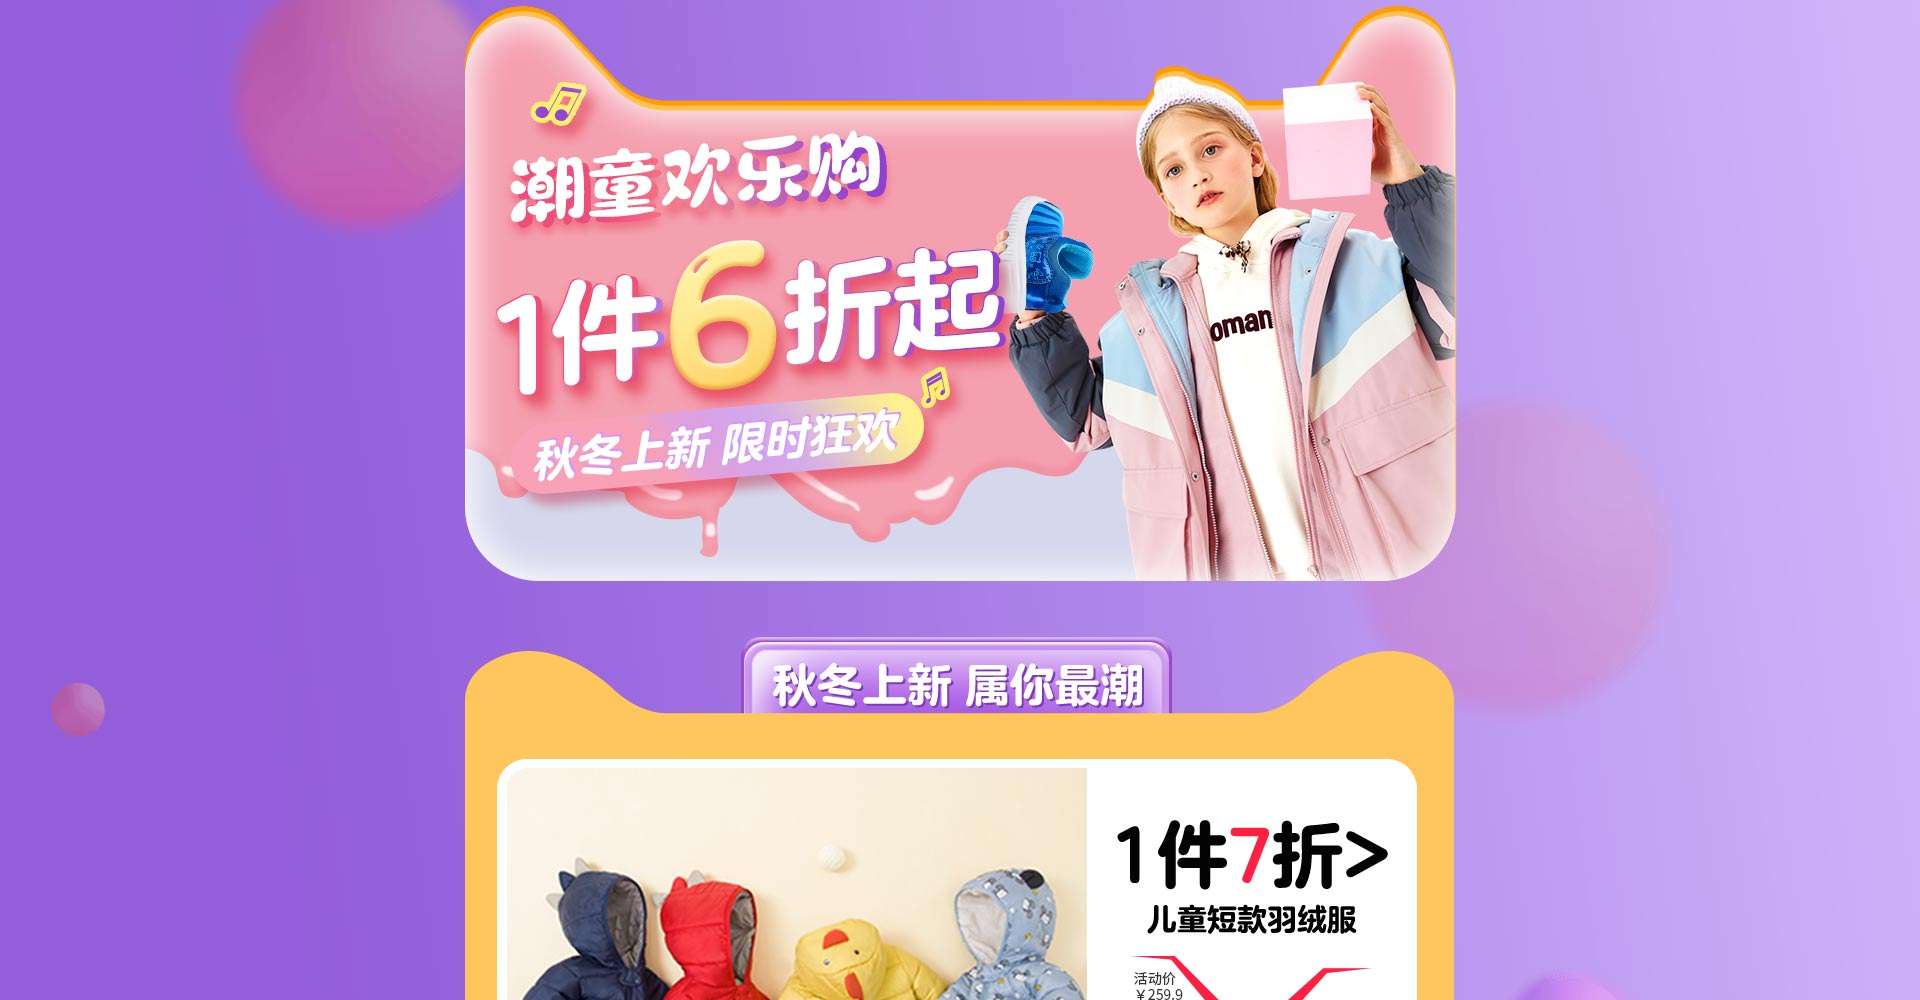 潮童欢乐购
1件6折起
秋冬上新 限时狂欢
oman
秋冬上新 属你最潮
1件7折>
儿童短款羽绒服
活动价
￥259.9